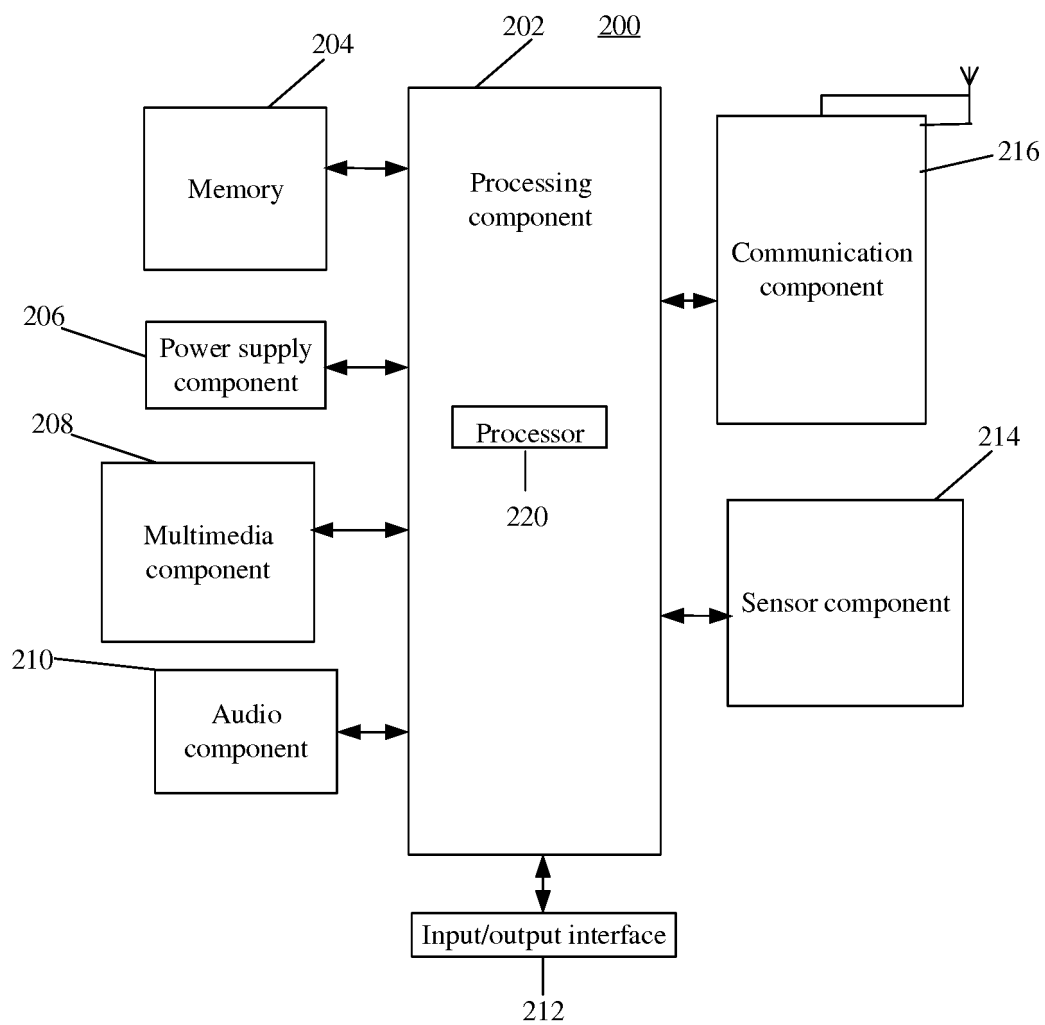 202
200
204
Memory
Processing
component
216
Communication
component
206
Power supply
component
208
Processor
220
214
Multimedia
component
Sensor component
210
Audio
component
Input/output interface
212